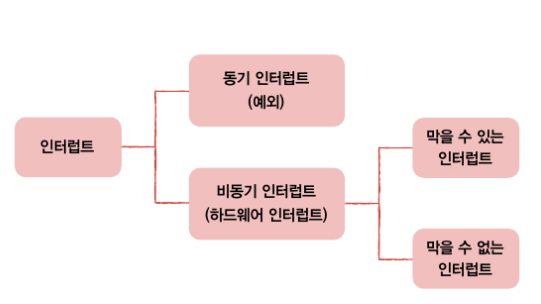 인터럽트
동기 인터럽트
(예외)
비동기 인터럽트
(하드웨어 인터럽트)
막을 수 있는
인터럽트
막을 수 없는
인터럽트